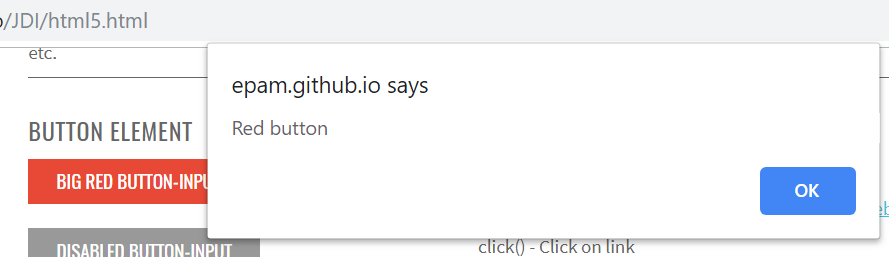 /JDI/html5.html
etc.
epam.github.io says
Red button
OK
BUTTON ELEMENT
BIG RED BUTTON-INPU
DISABLED BUTTON-INPUT
click() - Click on link